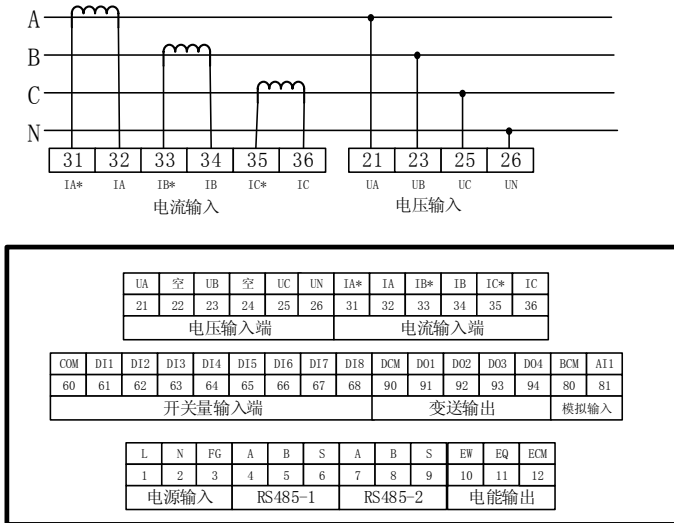 A
B
C
N
31 32 33 34 35 36 21 23 25 26
IA* IA IB* IB IC* IC UA UB UC UN
电流输入 电压输入
UA 空 UB 空 UC UN IA* IA IB* IB IC* IC
21 22 23 24 25 26 31 32 33 34 35 36
电压输入端 电流输入端
COM DI1 DI2 DI3 DI4 DI5 DI6 DI7 DI8 DCM DO1 DO2 DO3 DO4 BCM AI1
60 61 62 63 64 65 66 67 68 90 91 92 93 94 80 81
开关量输入端 变送输出 模拟输入
L N FG A B S A B S EW EQ ECM
1 2 3 4 5 6 7 8 9 10 11 12
电源输入 RS485-1 RS485-2 电能输出